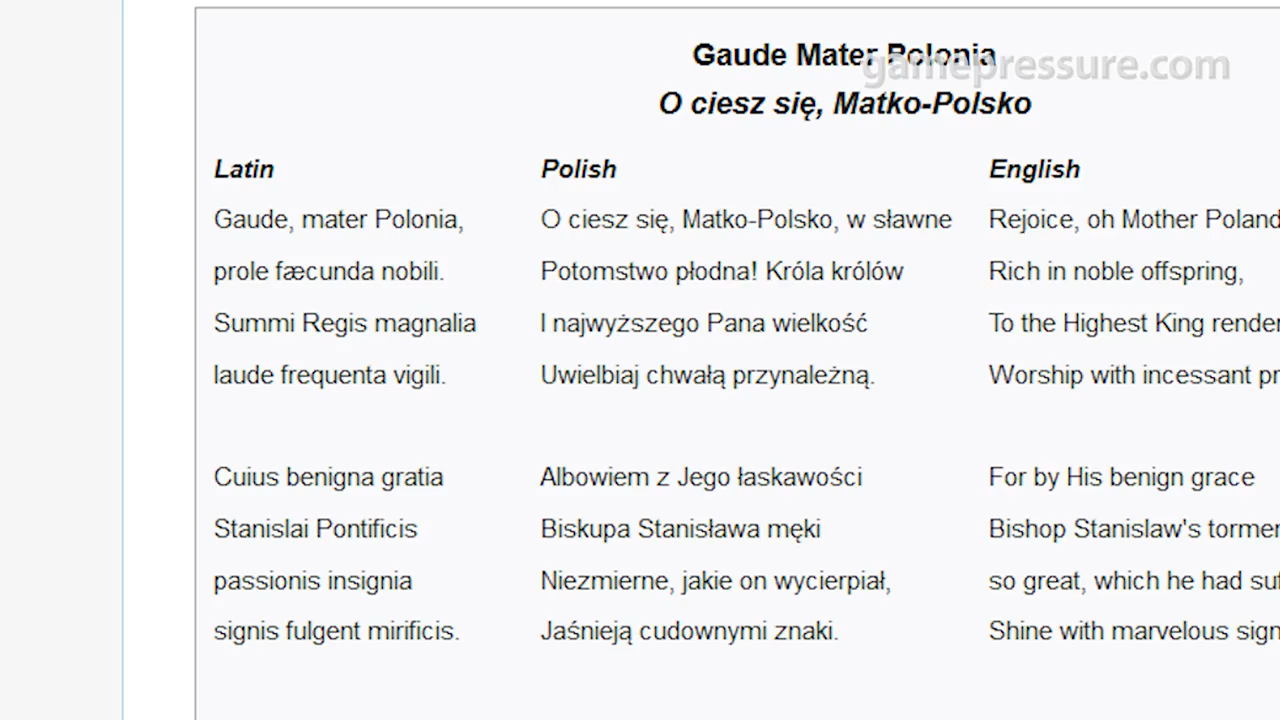 Gaude Mater Polonia
gamepressure.com
O ciesz się, Matko-Polsko
Latin Polish English
Gaude, mater Polonia, O ciesz się, Matko-Polsko, w sławne Rejoice, oh Mother Poland
prole fæcunda nobili. Potomstwo płodna! Króla królów Rich in noble offspring,
Summi Regis magnalia I najwyższego Pana wielkość To the Highest King
laude frequenta vigili. Uwielbiaj chwałą przynależną. Worship with incessant
Cuius benigna gratia Albowiem z Jego łaskawości For by His benign grace
Stanislai Pontificis Biskupa Stanisława męki Bishop Stanislaw's
passionis insignia Niezmierne, jakie on wycierpiał, so great, which he had
signis fulgent mirificis. Jaśnieją cudownymi znaki. Shine with marvelous